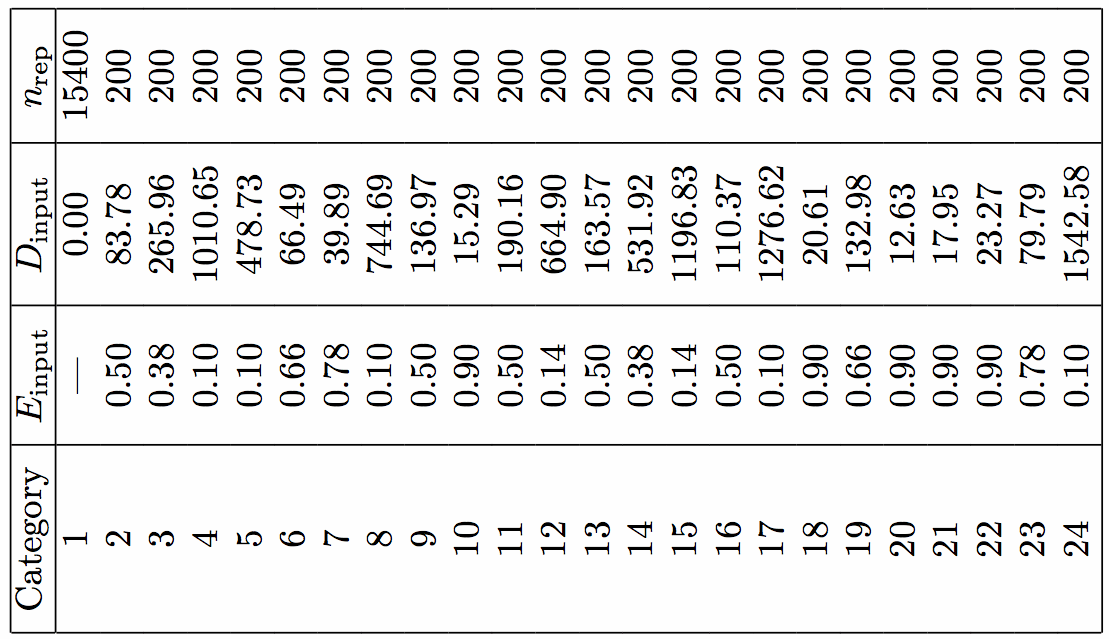 Category E_input D_input n_rep
1 — 0.00 15400
2 0.50 83.78 200
3 0.38 265.96 200
4 0.10 1010.65 200
5 0.10 478.73 200
6 0.66 66.49 200
7 0.78 39.89 200
8 0.10 744.69 200
9 0.50 136.97 200
10 0.90 15.29 200
11 0.50 190.16 200
12 0.14 664.90 200
13 0.50 163.57 200
14 0.38 531.92 200
15 0.14 1196.83 200
16 0.50 110.37 200
17 0.10 1276.62 200
18 0.90 20.61 200
19 0.66 132.98 200
20 0.90 12.63 200
21 0.90 17.95 200
22 0.90 23.27 200
23 0.78 79.79 200
24 0.10 1542.58 200